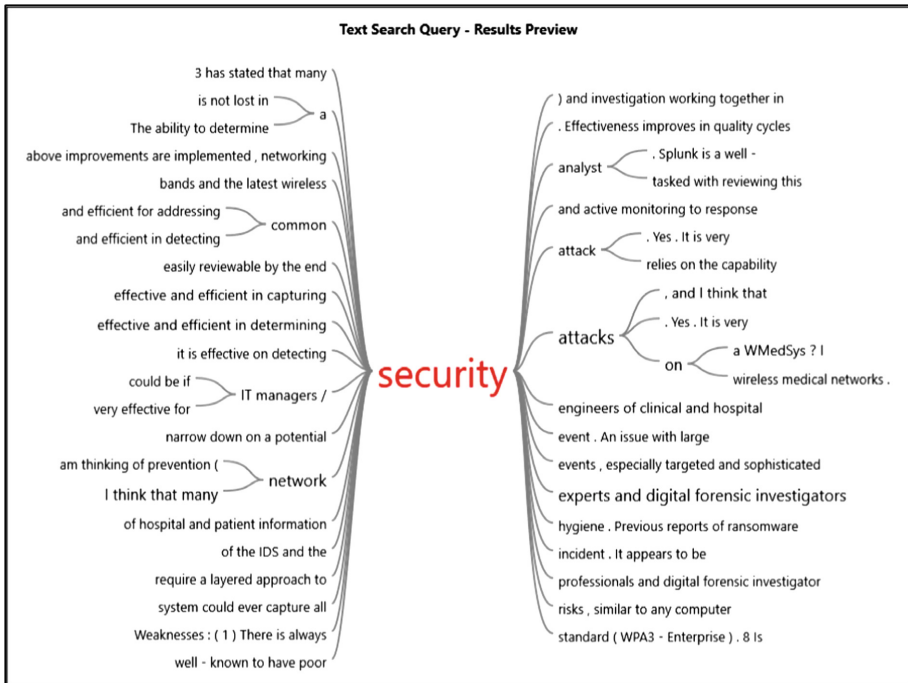 Text Search Query - Results Preview
3 has stated that many
is not lost in
a
The ability to determine
above improvements are implemented , networking
bands and the latest wireless
and efficient for addressing
common
and efficient in detecting
easily reviewable by the end
effective and efficient in capturing
effective and efficient in determining
it is effective on detecting
could be if
IT managers /
very effective for
narrow down on a potential
am thinking of prevention (
network
I think that many
of hospital and patient information
of the IDS and the
require a layered approach to
system could ever capture all
Weaknesses : ( 1 ) There is always
well - known to have poor
security
) and investigation working together in
. Effectiveness improves in quality cycles
analyst
. Splunk is a well -
tasked with reviewing this
and active monitoring to response
attack
. Yes . It is very
relies on the capability
attacks
, and I think that
. Yes . It is very
on
a WMedSys ? I
wireless medical networks .
engineers of clinical and hospital
event . An issue with large
events , especially targeted and sophisticated
experts and digital forensic investigators
hygiene . Previous reports of ransomware
incident . It appears to be
professionals and digital forensic investigator
risks , similar to any computer
standard ( WPA3 - Enterprise ) . 8 Is